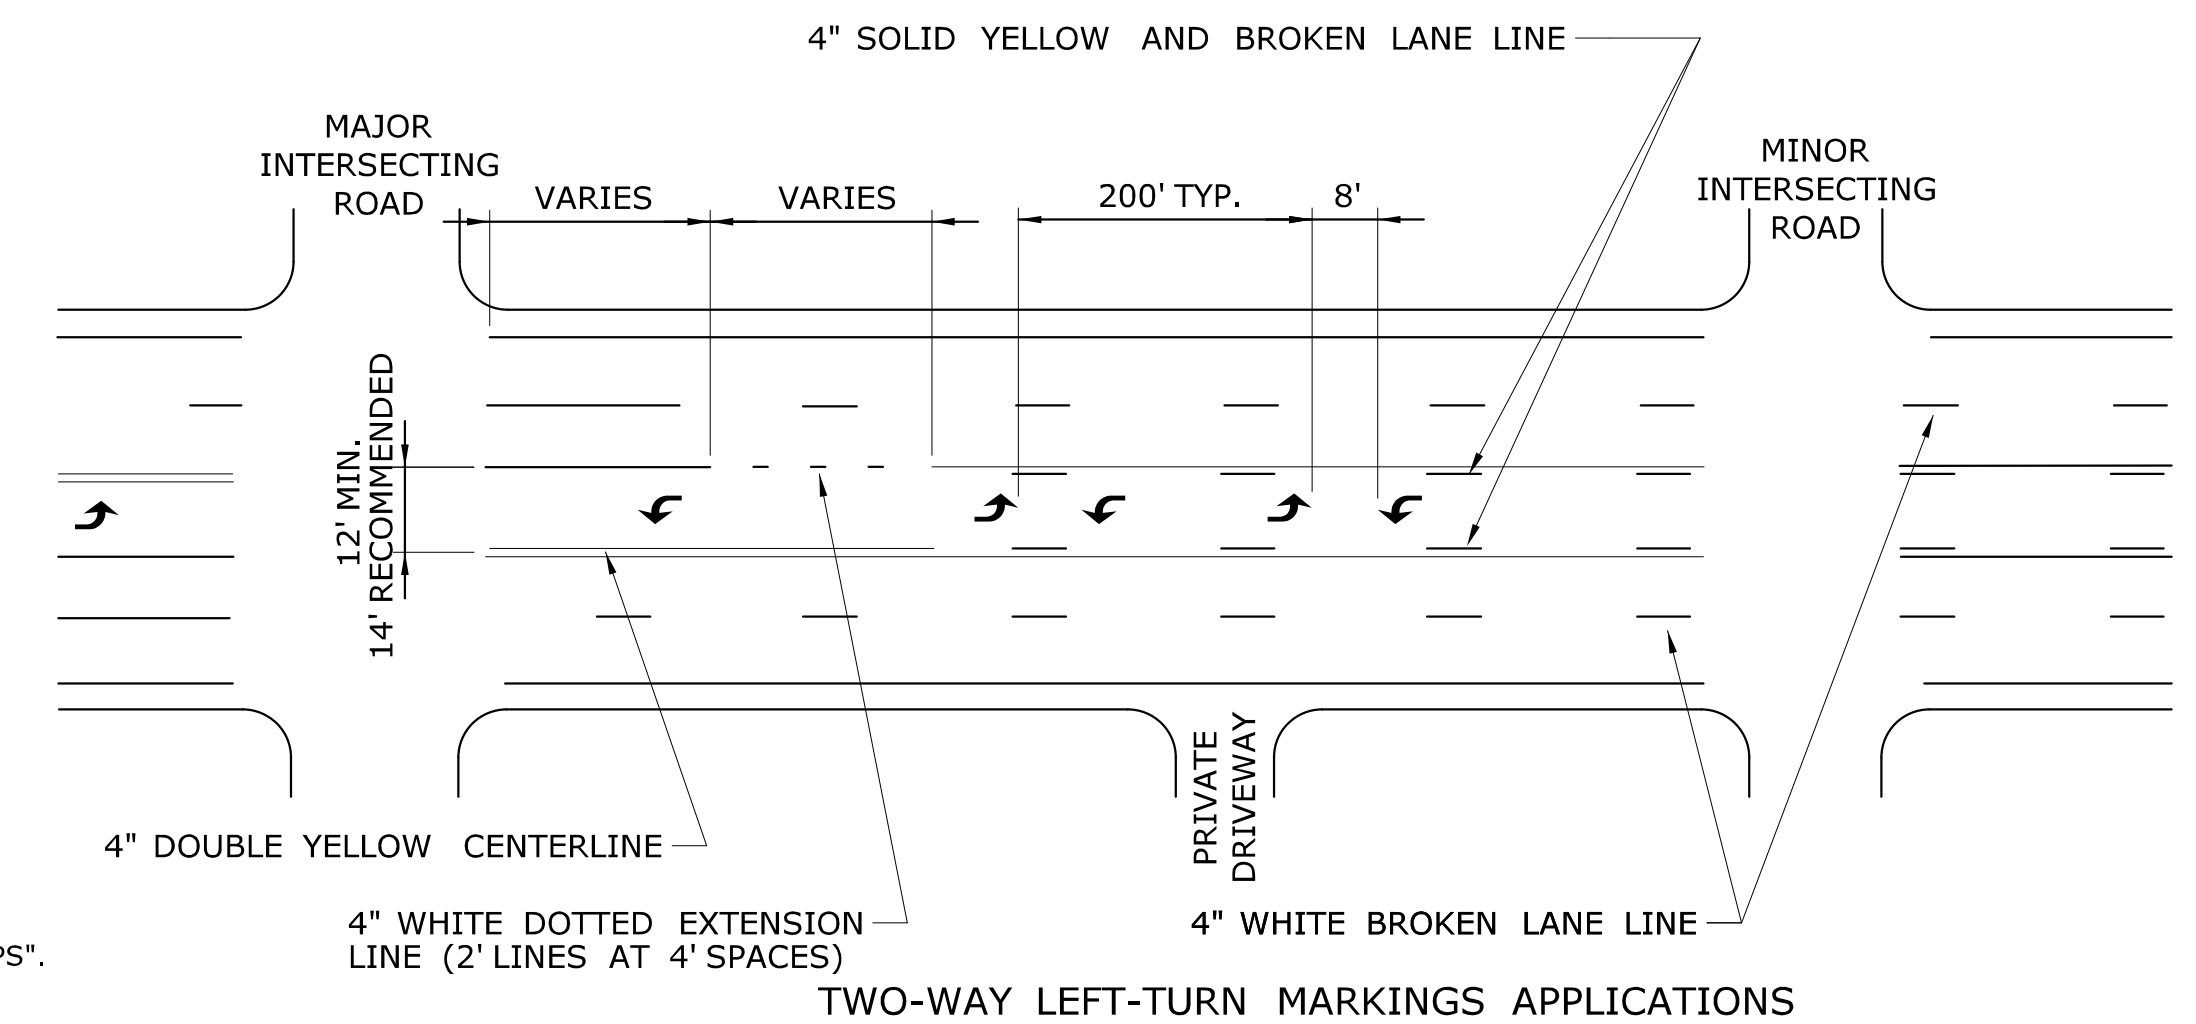 4" SOLID YELLOW AND BROKEN LANE LINE
MAJOR
INTERSECTING
ROAD
VARIES
VARIES
200' TYP.
8'
MINOR
INTERSECTING
ROAD
12' MIN.
14' RECOMMENDED
PRIVATE
DRIVEWAY
4" DOUBLE YELLOW CENTERLINE
4" WHITE DOTTED EXTENSION
LINE (2' LINES AT 4' SPACES)
4" WHITE BROKEN LANE LINE
PS".
TWO-WAY LEFT-TURN MARKINGS APPLICATIONS